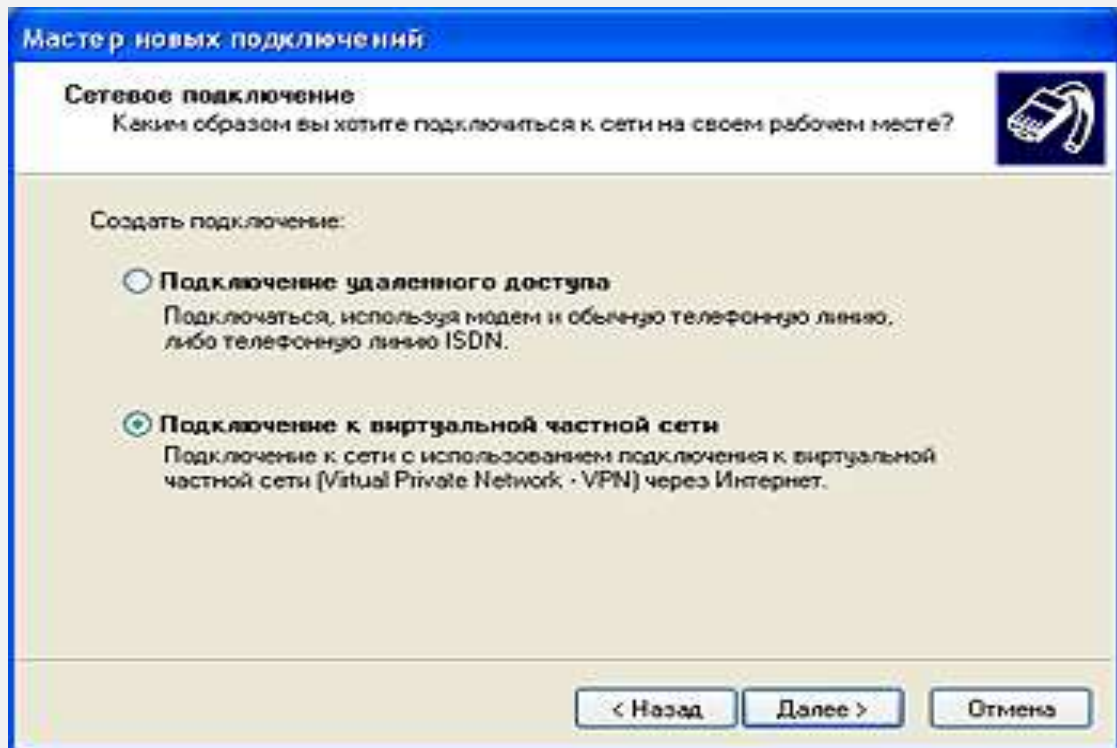 Мастер новых подключений
Сетевое подключение
Каким образом вы хотите подключиться к сети на своем рабочем месте?
Создать подключение:
Подключение удаленного доступа
Подключаться, используя модем и обычную телефонную линию,
либо телефонную линию ISDN.
Подключение к виртуальной частной сети
Подключение к сети с использованием подключения к виртуальной
частной сети (Virtual Private Network - VPN) через Интернет.
< Назад Далее > Отмена